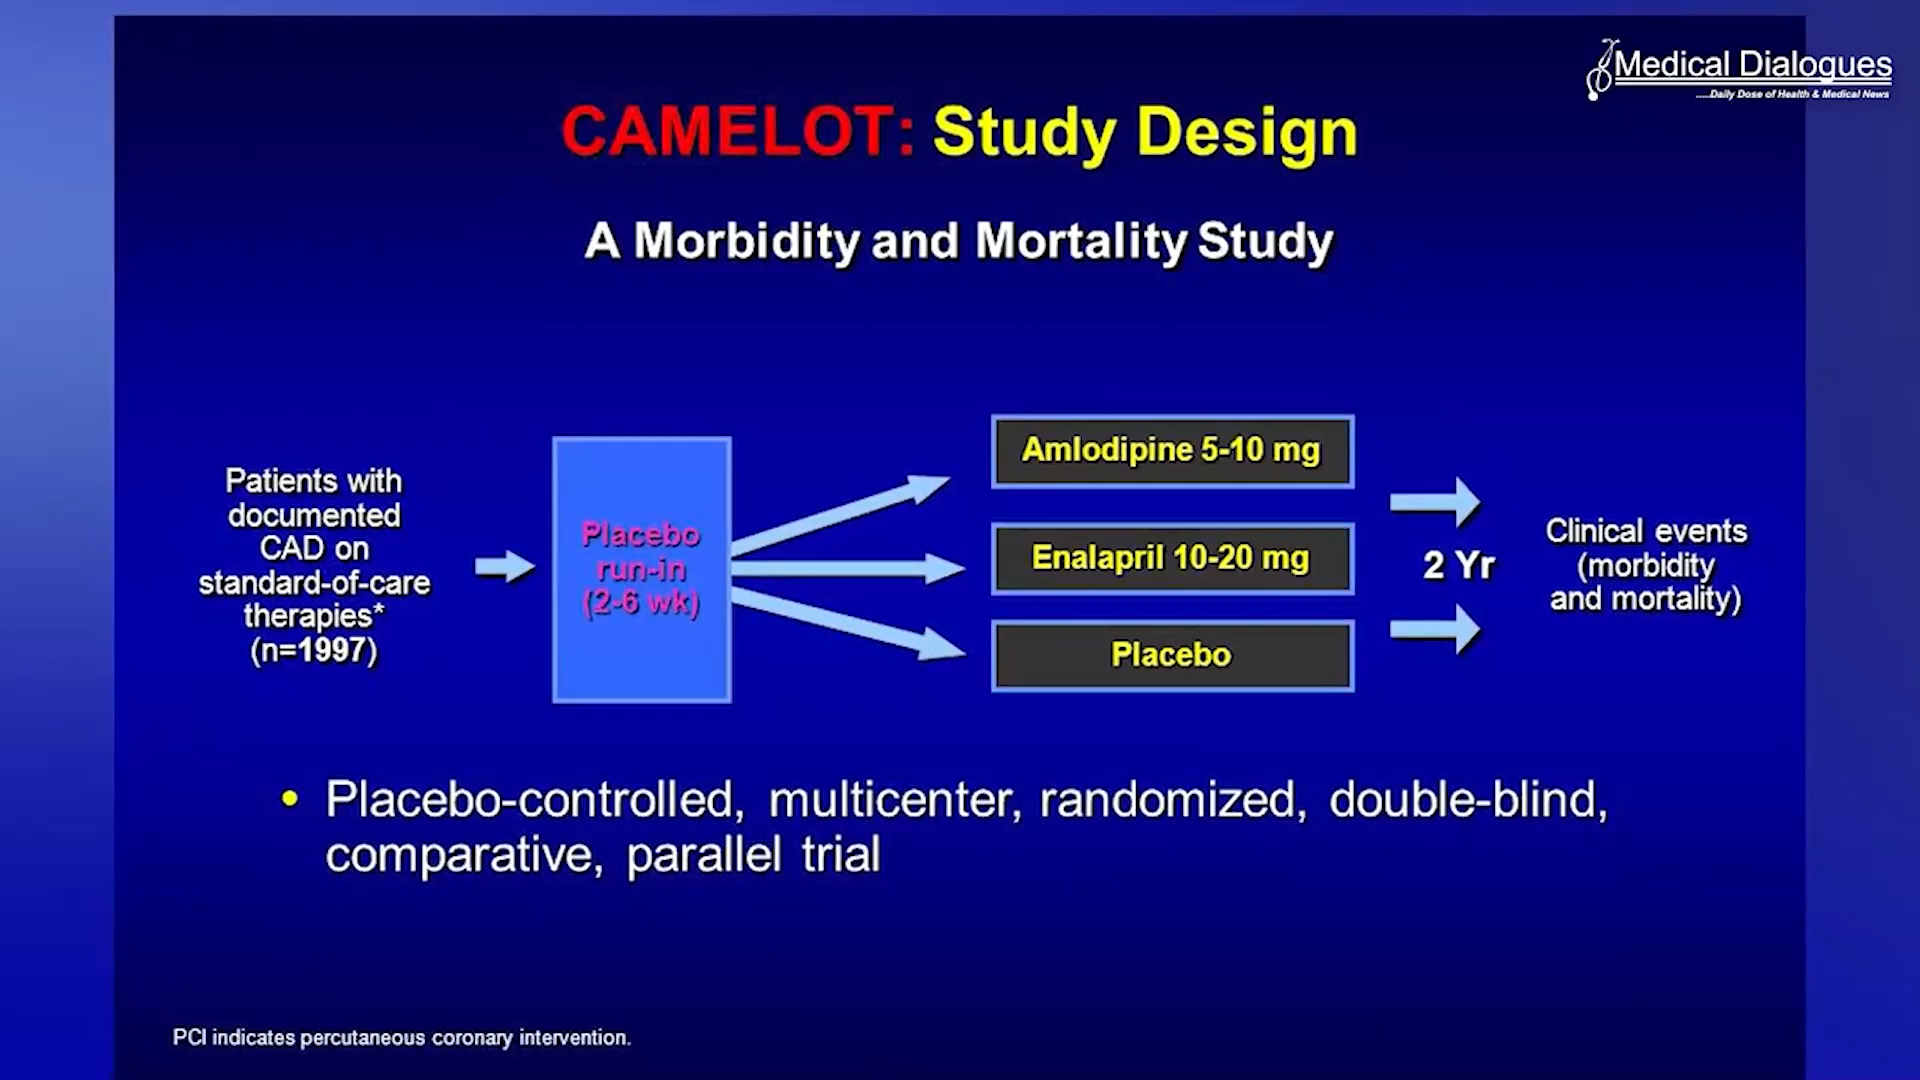 Medical Dialogues
.....Daily Dose of Health & Medical News
CAMELOT: Study Design
A Morbidity and Mortality Study
Patients with
documented
CAD on
standard-of-care
therapies*
(n=1997)
Placebo
run-in
(2-6 wk)
Amlodipine 5-10 mg
Enalapril 10-20 mg
Placebo
2 Yr
Clinical events
(morbidity
and mortality)
• Placebo-controlled, multicenter, randomized, double-blind,
comparative, parallel trial
PCI indicates percutaneous coronary intervention.